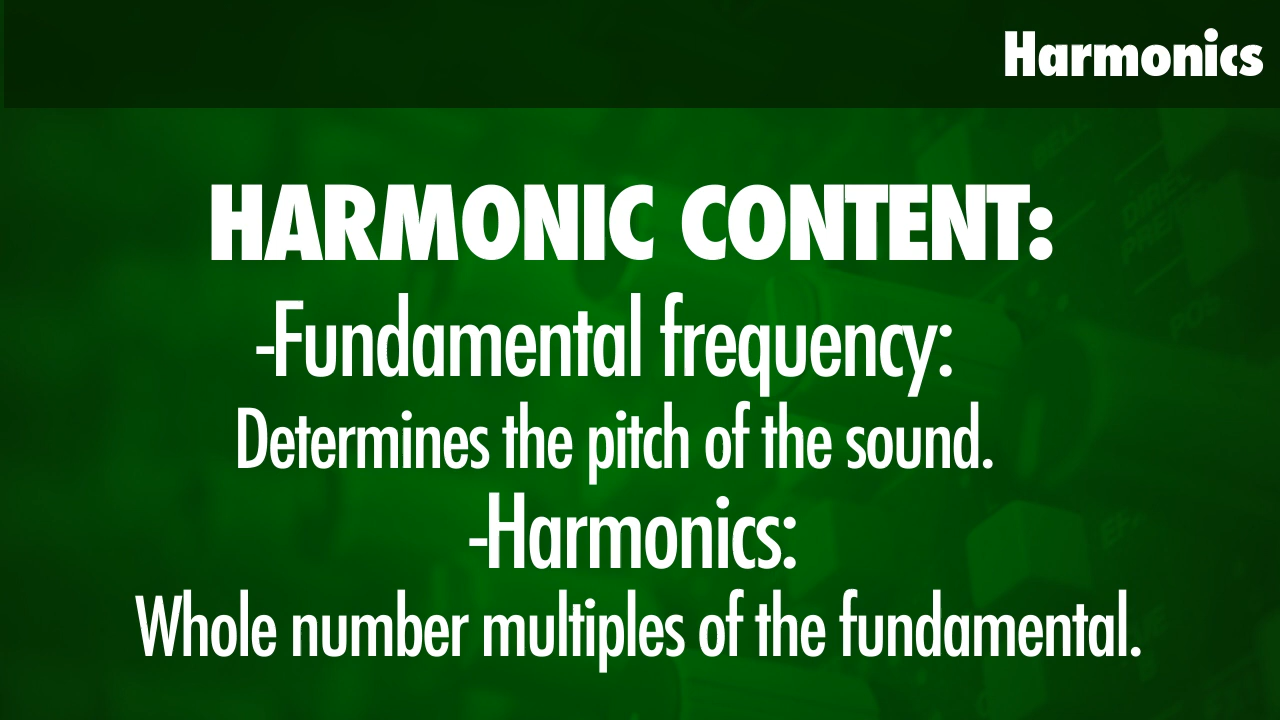 Harmonics
HARMONIC CONTENT:
-Fundamental frequency:
Determines the pitch of the sound.
-Harmonics:
Whole number multiples of the fundamental.